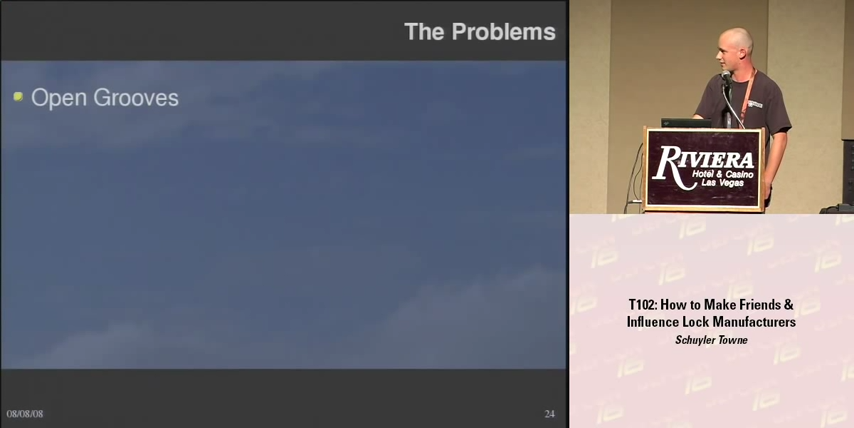 The Problems
Open Grooves
08/08/08
24
RIVIERA
Hotel & Casino
Las Vegas
T102: How to Make Friends &
Influence Lock Manufacturers
Schuyler Towne